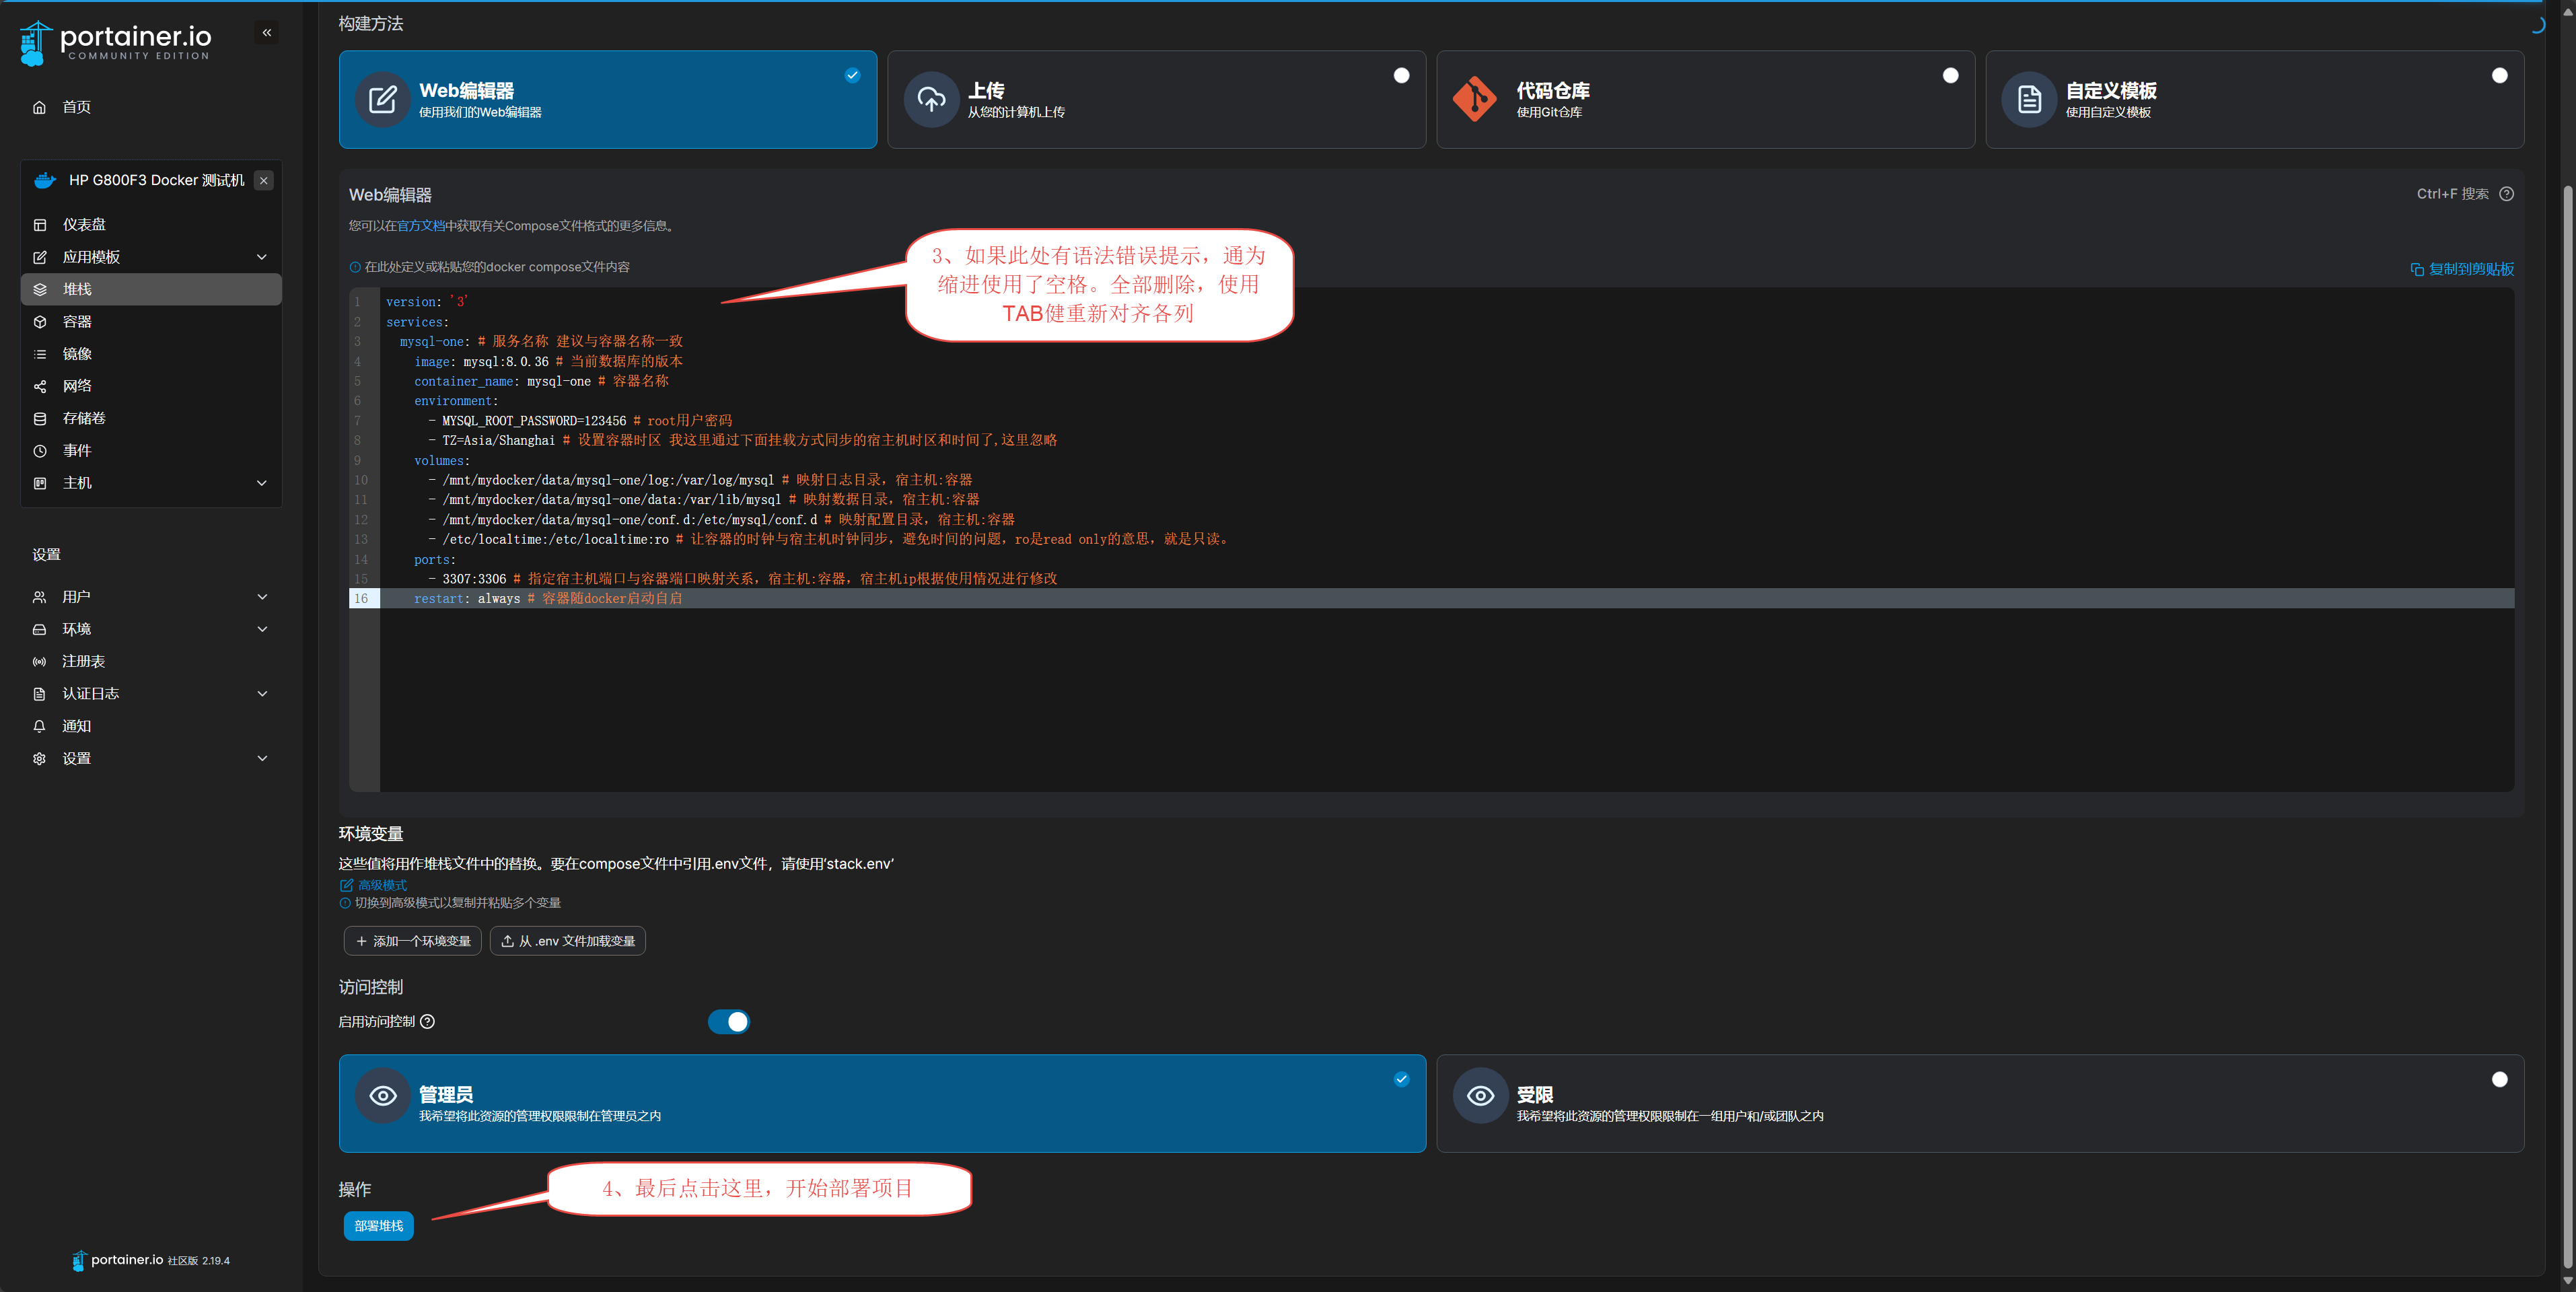 portainer.io
COMMUNITY EDITION
首页
HP G800F3 Docker 测试机
仪表盘
应用模板
堆栈
容器
镜像
网络
存储卷
事件
主机
设置
用户
环境
注册表
认证日志
通知
设置
portainer.io 社区版 2.19.4
构建方法
Web编辑器
使用我们的Web编辑器
上传
从您的计算机上传
代码仓库
使用Git仓库
自定义模板
使用自定义模板
Web编辑器
Ctrl+F 搜索
您可以在官方文档中获取有关Compose文件格式的更多信息。
在此处定义或粘贴您的docker compose文件内容
复制到剪贴板
3、如果此处有语法错误提示，通为
缩进使用了空格。全部删除，使用
TAB健重新对齐各列
1 version: '3'
2 services:
3 mysql-one: # 服务名称 建议与容器名称一致
4 image: mysql:8.0.36 # 当前数据库的版本
5 container_name: mysql-one # 容器名称
6 environment:
7 - MYSQL_ROOT_PASSWORD=123456 # root用户密码
8 - TZ=Asia/Shanghai # 设置容器时区 我这里通过下面挂载方式同步的宿主机时区和时间了,这里忽略
9 volumes:
10 - /mnt/mydocker/data/mysql-one/log:/var/log/mysql # 映射日志目录，宿主机:容器
11 - /mnt/mydocker/data/mysql-one/data:/var/lib/mysql # 映射数据目录，宿主机:容器
12 - /mnt/mydocker/data/mysql-one/conf.d:/etc/mysql/conf.d # 映射配置目录，宿主机:容器
13 - /etc/localtime:/etc/localtime:ro # 让容器的时钟与宿主机时钟同步，避免时间的问题，ro是read only的意思，就是只读。
14 ports:
15 - 3307:3306 # 指定宿主机端口与容器端口映射关系，宿主机:容器，宿主机ip根据使用情况进行修改
16 restart: always # 容器随docker启动自启
环境变量
这些值将用作堆栈文件中的替换。要在compose文件中引用.env文件，请使用'stack.env'
高级模式
切换到高级模式以复制并粘贴多个变量
添加一个环境变量
从 .env 文件加载变量
访问控制
启用访问控制
管理员
我希望将此资源的管理权限限制在管理员之内
受限
我希望将此资源的管理权限限制在一组用户和/或团队之内
操作
4、最后点击这里，开始部署项目
部署堆栈